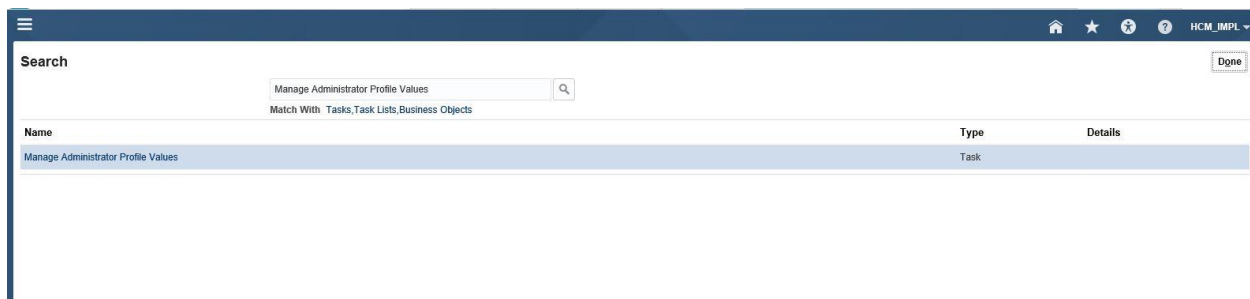 HCM_IMPL
Search
Done
Manage Administrator Profile Values
Match With Tasks,Task Lists,Business Objects
Name Type Details
Manage Administrator Profile Values Task